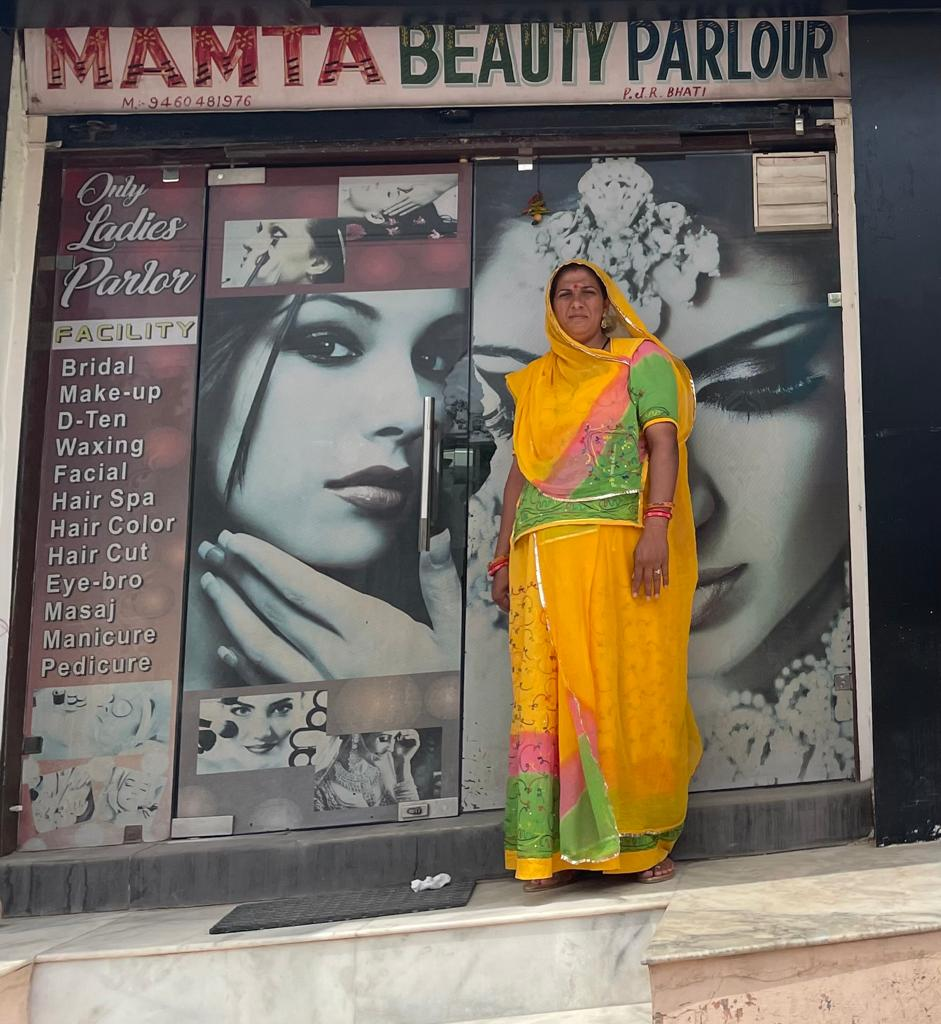 MAMTA BEAUTY PARLOUR
M:- 9460481976
P.J.R. BHATI
Only
Ladies
Parlor
FACILITY
Bridal
Make-up
D-Ten
Waxing
Facial
Hair Spa
Hair Color
Hair Cut
Eye-bro
Masaj
Manicure
Pedicure